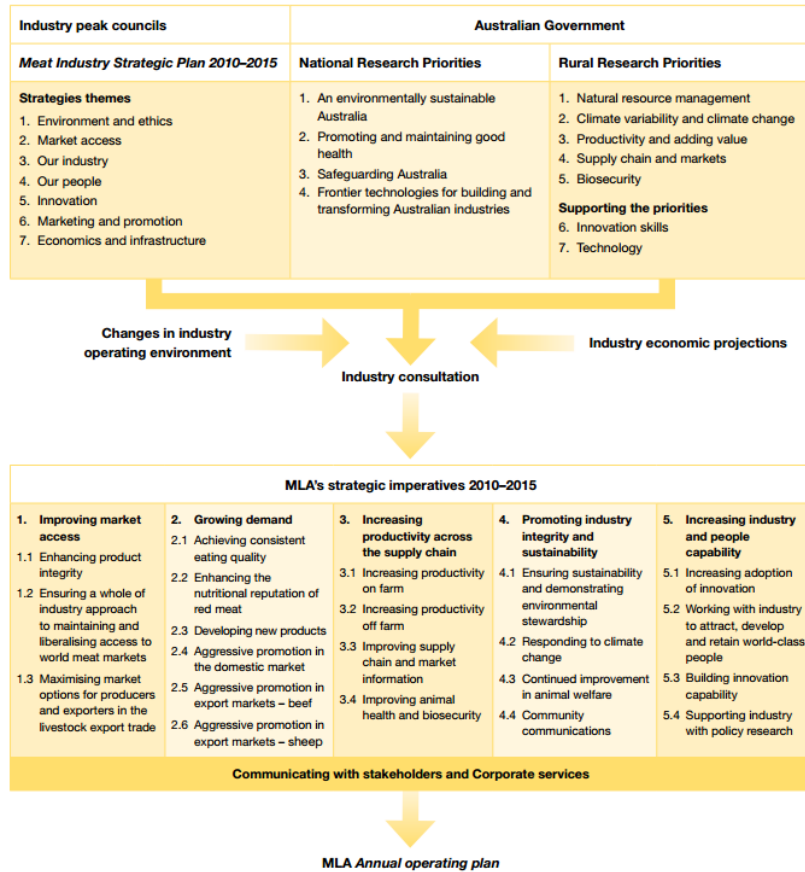 Industry peak councils
Australian Government
Meat Industry Strategic Plan 2010–2015
National Research Priorities
Rural Research Priorities
Strategies themes
1. Environment and ethics
2. Market access
3. Our industry
4. Our people
5. Innovation
6. Marketing and promotion
7. Economics and infrastructure
1. An environmentally sustainable
Australia
2. Promoting and maintaining good
health
3. Safeguarding Australia
4. Frontier technologies for building and
transforming Australian industries
1. Natural resource management
2. Climate variability and climate change
3. Productivity and adding value
4. Supply chain and markets
5. Biosecurity
Supporting the priorities
6. Innovation skills
7. Technology
Changes in industry
operating environment
Industry economic projections
Industry consultation
MLA's strategic imperatives 2010–2015
1. Improving market
access
1.1 Enhancing product
integrity
1.2 Ensuring a whole of
industry approach
to maintaining and
liberalising access to
world meat markets
1.3 Maximising market
options for producers
and exporters in the
livestock export trade
2. Growing demand
2.1 Achieving consistent
eating quality
2.2 Enhancing the
nutritional reputation of
red meat
2.3 Developing new products
2.4 Aggressive promotion in
the domestic market
2.5 Aggressive promotion in
export markets – beef
2.6 Aggressive promotion in
export markets – sheep
3. Increasing
productivity across
the supply chain
3.1 Increasing productivity
on farm
3.2 Increasing productivity
off farm
3.3 Improving supply
chain and market
information
3.4 Improving animal
health and biosecurity
4. Promoting industry
integrity and
sustainability
4.1 Ensuring sustainability
and demonstrating
environmental
stewardship
4.2 Responding to climate
change
4.3 Continued improvement
in animal welfare
4.4 Community
communications
5. Increasing industry
and people
capability
5.1 Increasing adoption
of innovation
5.2 Working with industry
to attract, develop
and retain world-class
people
5.3 Building innovation
capability
5.4 Supporting industry
with policy research
Communicating with stakeholders and Corporate services
MLA Annual operating plan